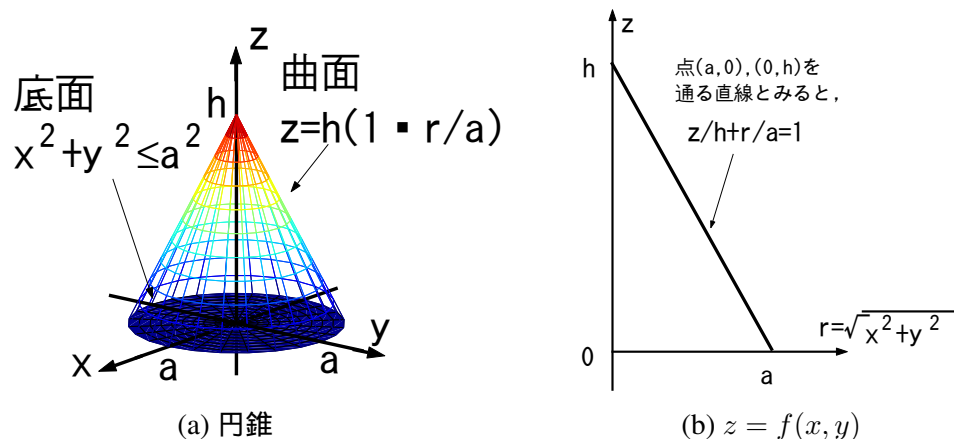 z
h
底面
x²+y²≤a²
曲面
z=h(1▪r/a)
x
a
a
y
(a) 円錐
z
h
点(a,0),(0,h)を
通る直線とみると,
z/h+r/a=1
0
a
r=√x²+y²
(b) z = f(x, y)